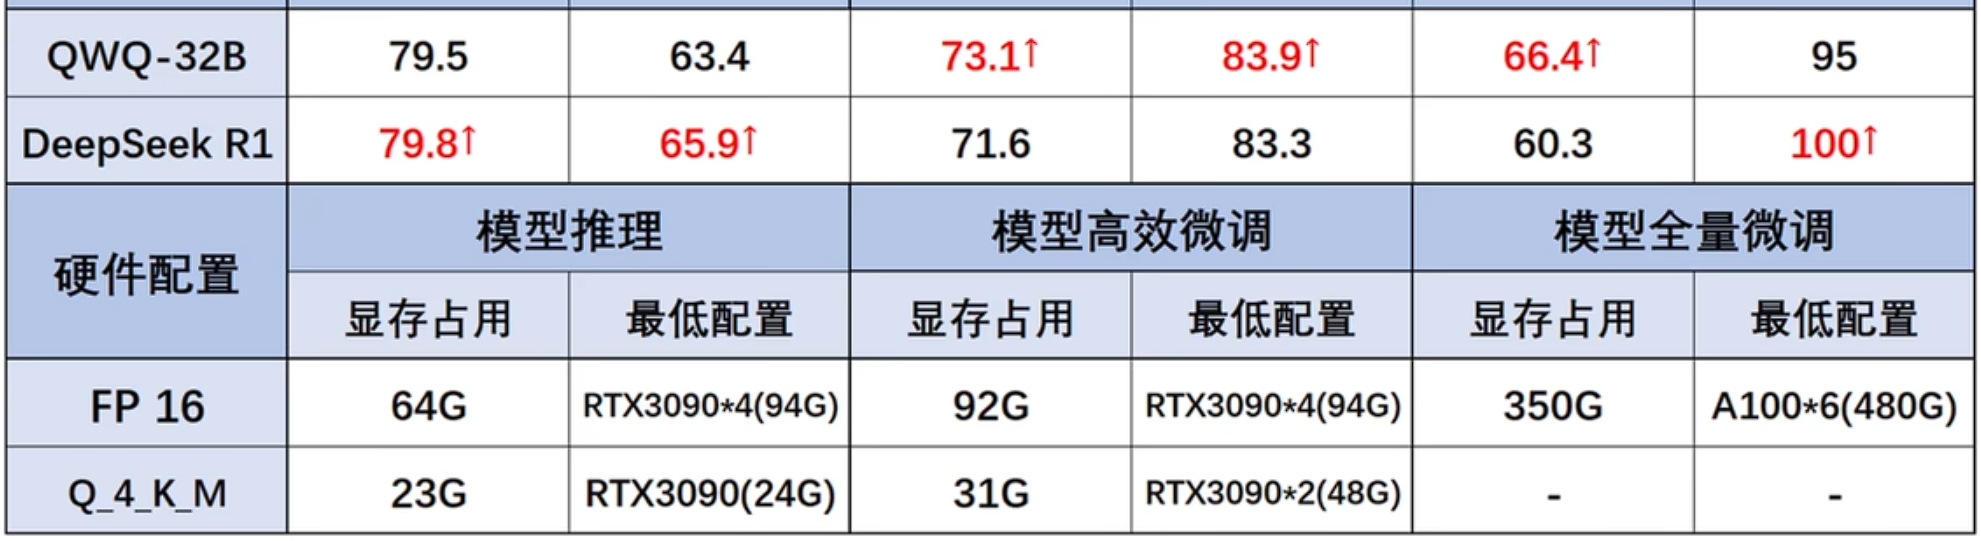 QWQ-32B 79.5 63.4 73.1↑ 83.9↑ 66.4↑ 95
DeepSeek R1 79.8↑ 65.9↑ 71.6 83.3 60.3 100↑
硬件配置 模型推理 模型高效微调 模型全量微调
显存占用 最低配置 显存占用 最低配置 显存占用 最低配置
FP 16 64G RTX3090*4(94G) 92G RTX3090*4(94G) 350G A100*6(480G)
Q_4_K_M 23G RTX3090(24G) 31G RTX3090*2(48G) - -